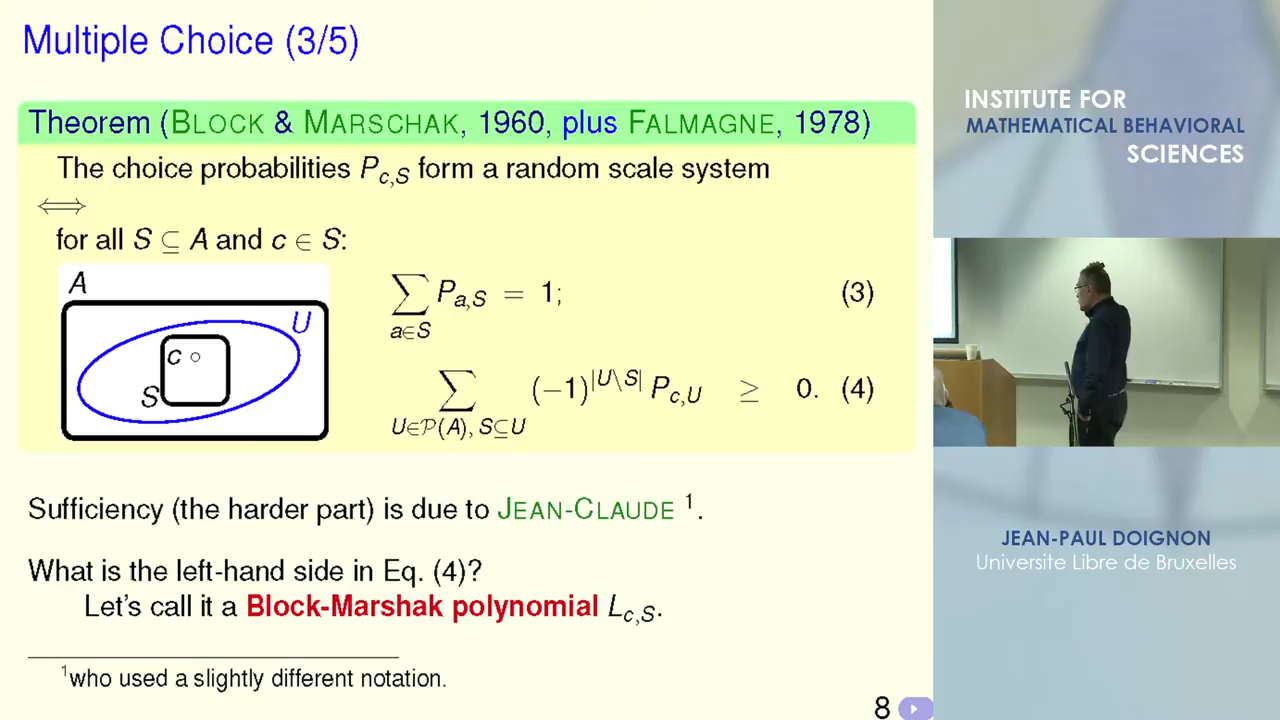 Multiple Choice (3/5)
Theorem (BLOCK & MARSCHAK, 1960, plus FALMAGNE, 1978)
The choice probabilities P_{c,S} form a random scale system
⟺
for all S ⊆ A and c ∈ S:
A
U
c
S
∑_{a∈S} P_{a,S} = 1; (3)
∑_{U∈𝒫(A), S⊆U} (-1)^{|U\S|} P_{c,U} ≥ 0. (4)
Sufficiency (the harder part) is due to JEAN-CLAUDE ¹.
What is the left-hand side in Eq. (4)?
Let's call it a Block-Marshak polynomial L_{c,S}.
¹who used a slightly different notation.
8
INSTITUTE FOR
MATHEMATICAL BEHAVIORAL
SCIENCES
JEAN-PAUL DOIGNON
Universite Libre de Bruxelles